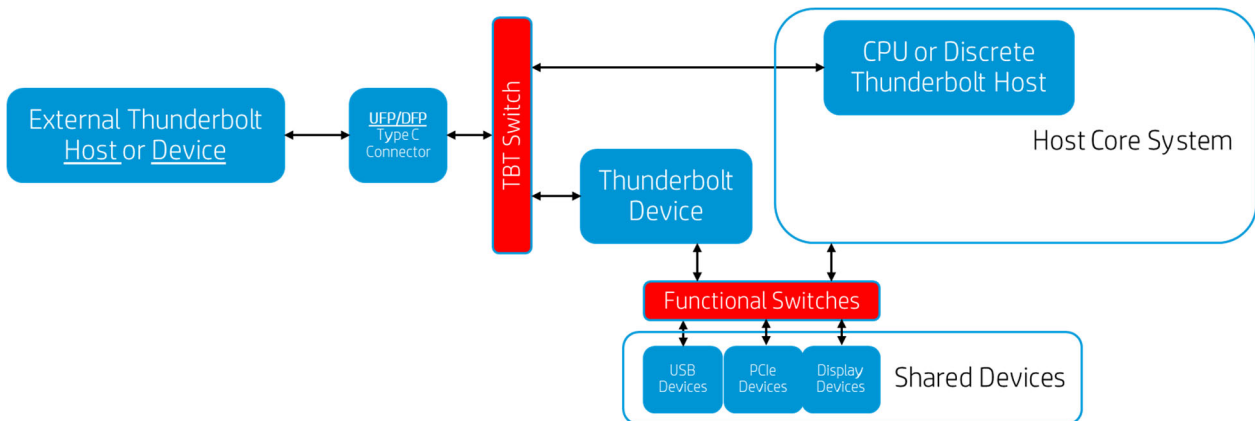 External Thunderbolt
Host or Device
UFP/DFP
Type C
Connector
TBT Switch
CPU or Discrete
Thunderbolt Host
Host Core System
Thunderbolt
Device
Functional Switches
USB
Devices
PCIe
Devices
Display
Devices
Shared Devices